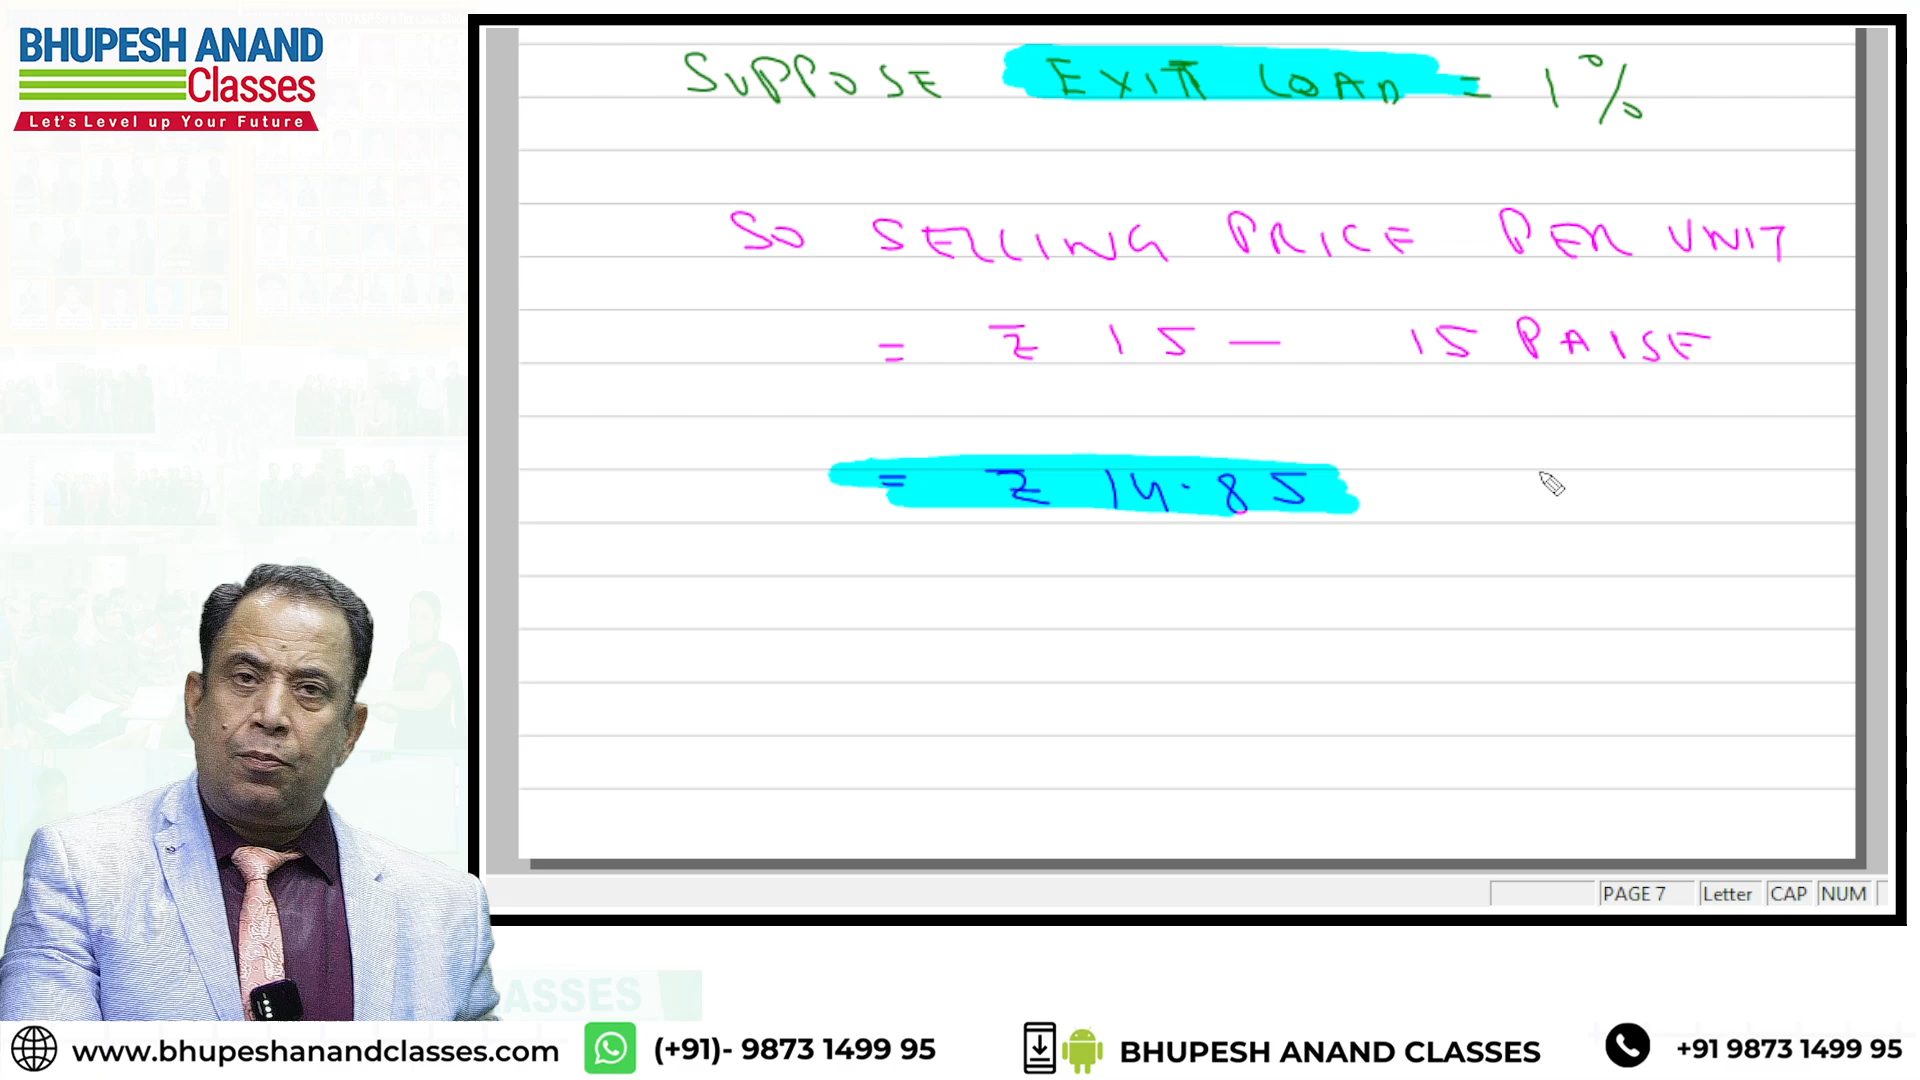 BHUPESH ANAND
Classes
Let's Level up Your Future
SUPPOSE EXIT LOAD = 1%
SO SELLING PRICE PER UNIT
= ₹ 15 — 15 PAISE
= ₹ 14.85
PAGE 7 Letter CAP NUM
CLASSES
www.bhupeshanandclasses.com (+91)- 9873 1499 95 BHUPESH ANAND CLASSES +91 9873 1499 95